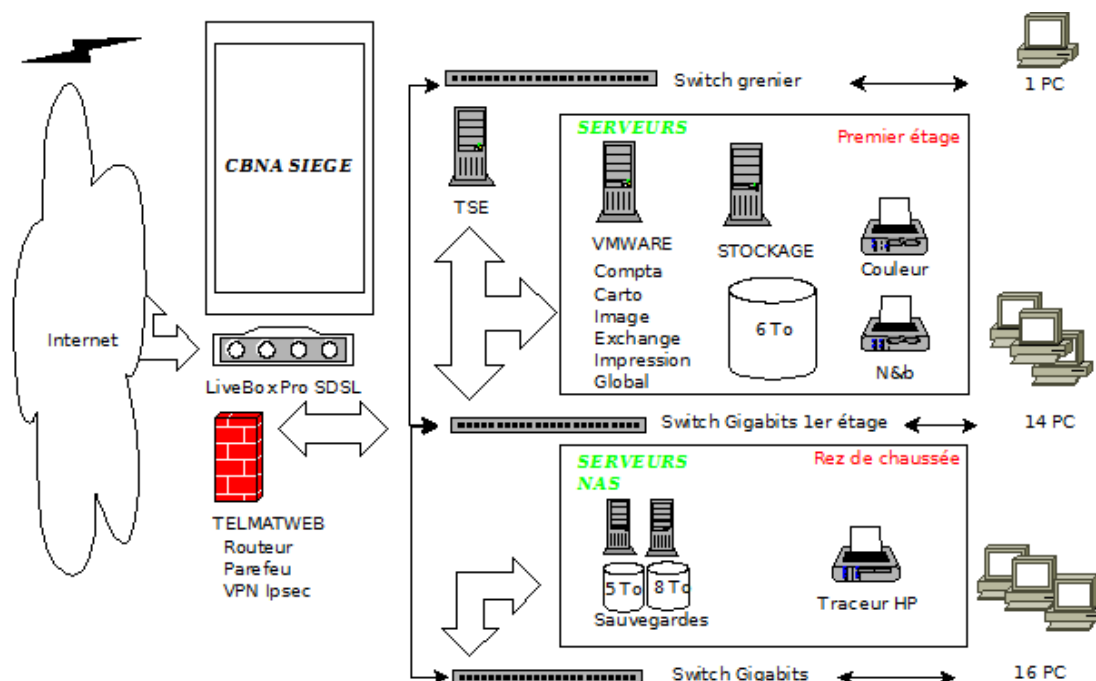 CBNA SIEGE
Internet
LiveBoxPro SDSL
TELMATWEB
Routeur
Parefeu
VPN Ipsec
Switch grenier
1 PC
TSE
SERVEURS
Premier étage
VMWARE
Compta
Carto
Image
Exchange
Impression
Global
STOCKAGE
6 To
Couleur
N&b
Switch Gigabits 1er étage
14 PC
SERVEURS
NAS
Rez de chaussée
5 To
8 To
Sauvegardes
Traceur HP
Switch Gigabits
16 PC